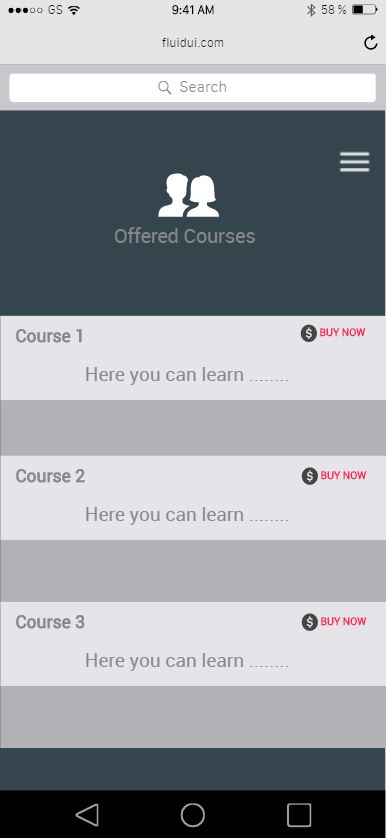 GS 9:41 AM 58 %
fluidui.com
Search
Offered Courses
Course 1 $ BUY NOW
Here you can learn ........
Course 2 $ BUY NOW
Here you can learn ........
Course 3 $ BUY NOW
Here you can learn ........